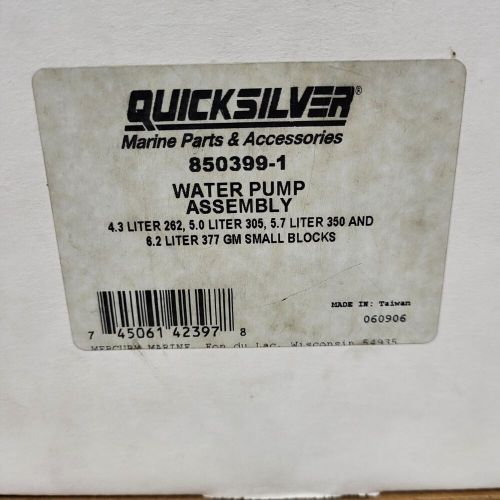 QUICKSILVER®
Marine Parts & Accessories
850399-1
WATER PUMP
ASSEMBLY
4.3 LITER 262, 5.0 LITER 305, 5.7 LITER 350 AND
6.2 LITER 377 GM SMALL BLOCKS
MADE IN: Taiwan
060906
7 45061 42397 8
MERCURY MARINE, Fon du Lac, Wisconsin 54935